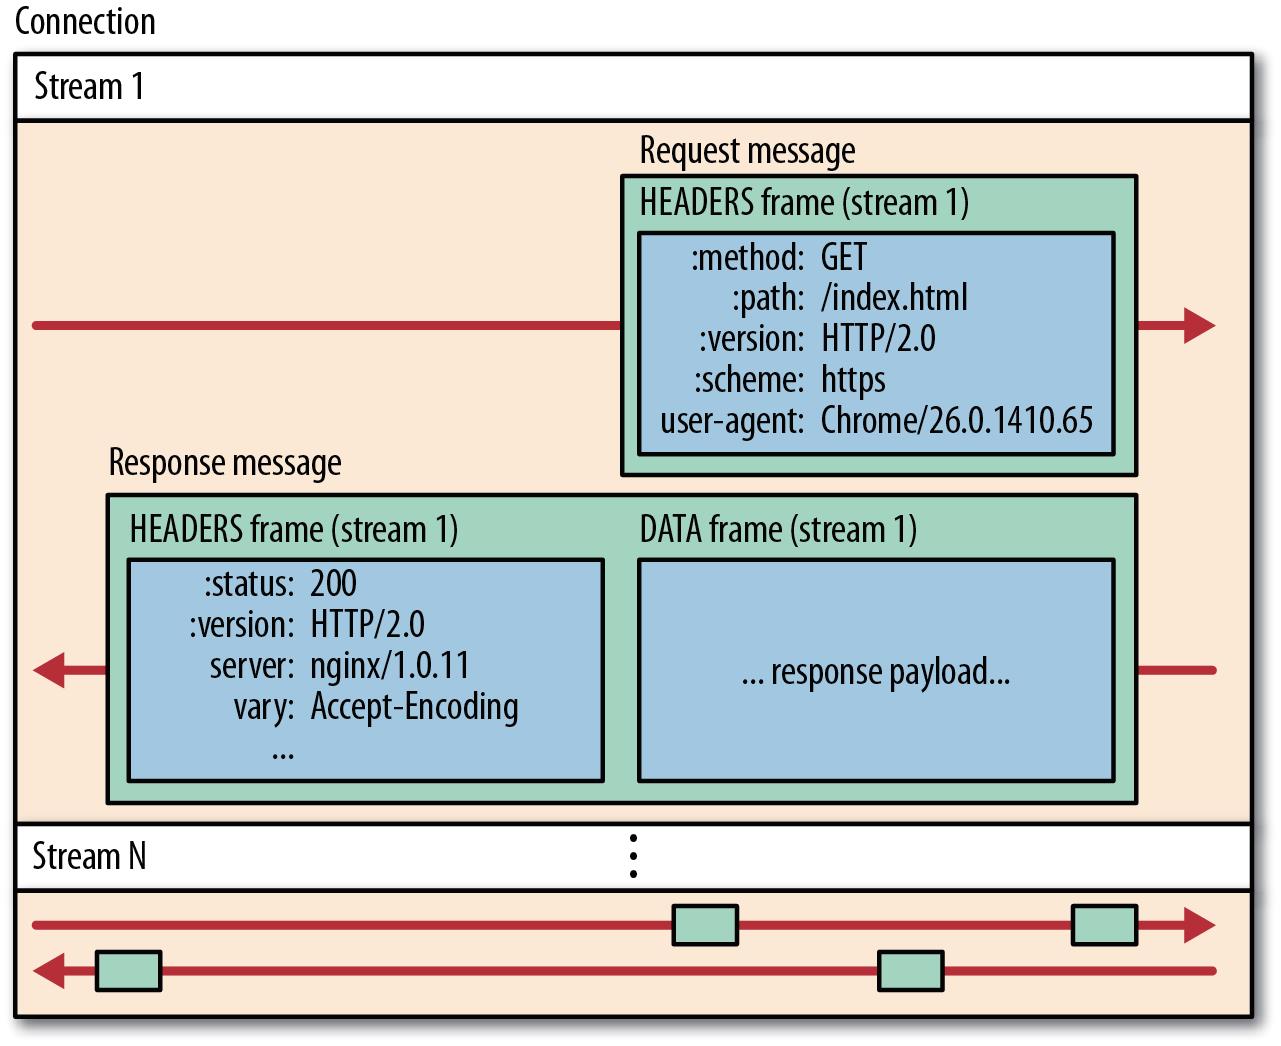 Connection
Stream 1
Request message
HEADERS frame (stream 1)
:method: GET
:path: /index.html
:version: HTTP/2.0
:scheme: https
user-agent: Chrome/26.0.1410.65
Response message
HEADERS frame (stream 1)
:status: 200
:version: HTTP/2.0
server: nginx/1.0.11
vary: Accept-Encoding
...
DATA frame (stream 1)
... response payload...
Stream N